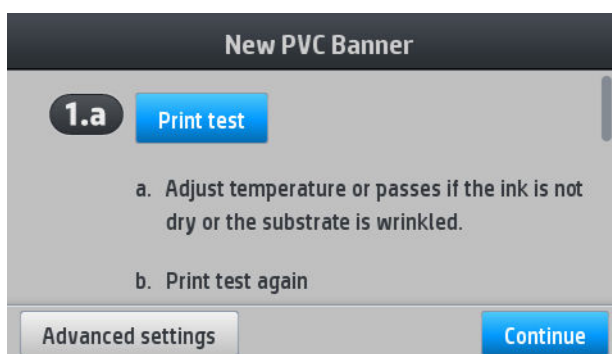 New PVC Banner
1.a Print test
a. Adjust temperature or passes if the ink is not
dry or the substrate is wrinkled.
b. Print test again
Advanced settings Continue